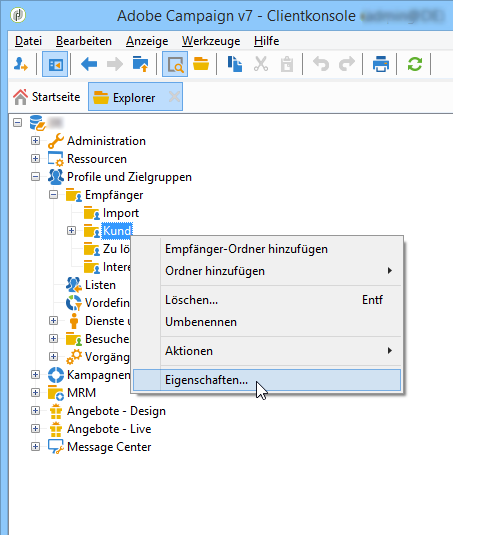 Adobe Campaign v7 - Clientkonsole
Datei Bearbeiten Anzeige Werkzeuge Hilfe
Startseite Explorer
Administration
Ressourcen
Profile und Zielgruppen
Empfänger
Import
Kund
Zu lö
Intere
Listen
Vordefin
Dienste u
Besuche
Vorgäng
Kampagnen
MRM
Angebote - Design
Angebote - Live
Message Center
Empfänger-Ordner hinzufügen
Ordner hinzufügen
Löschen... Entf
Umbenennen
Aktionen
Eigenschaften...